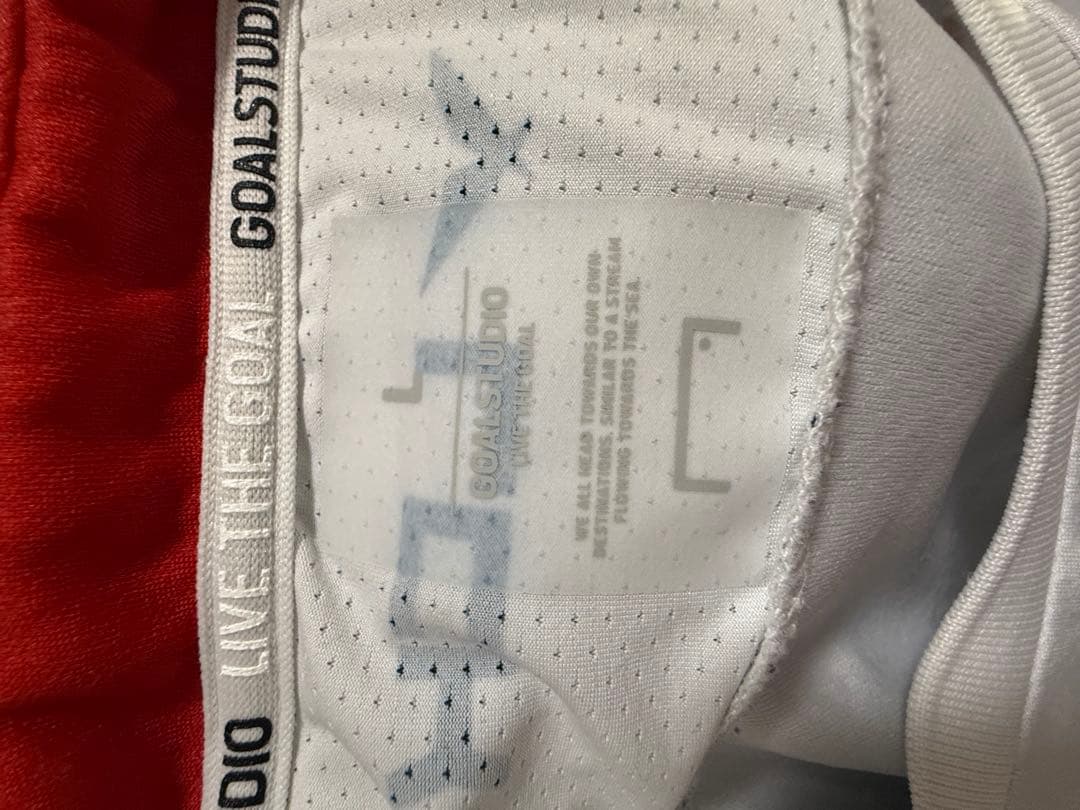 GOALSTUDI
LIVE THE GOAL
DIO
L
GOALSTUDIO
LIVE THE GOAL
WE ALL HEAD TOWARDS OUR OWN
DESTINATIONS, SIMILAR TO A STREAM
FLOWING TOWARDS THE SEA.